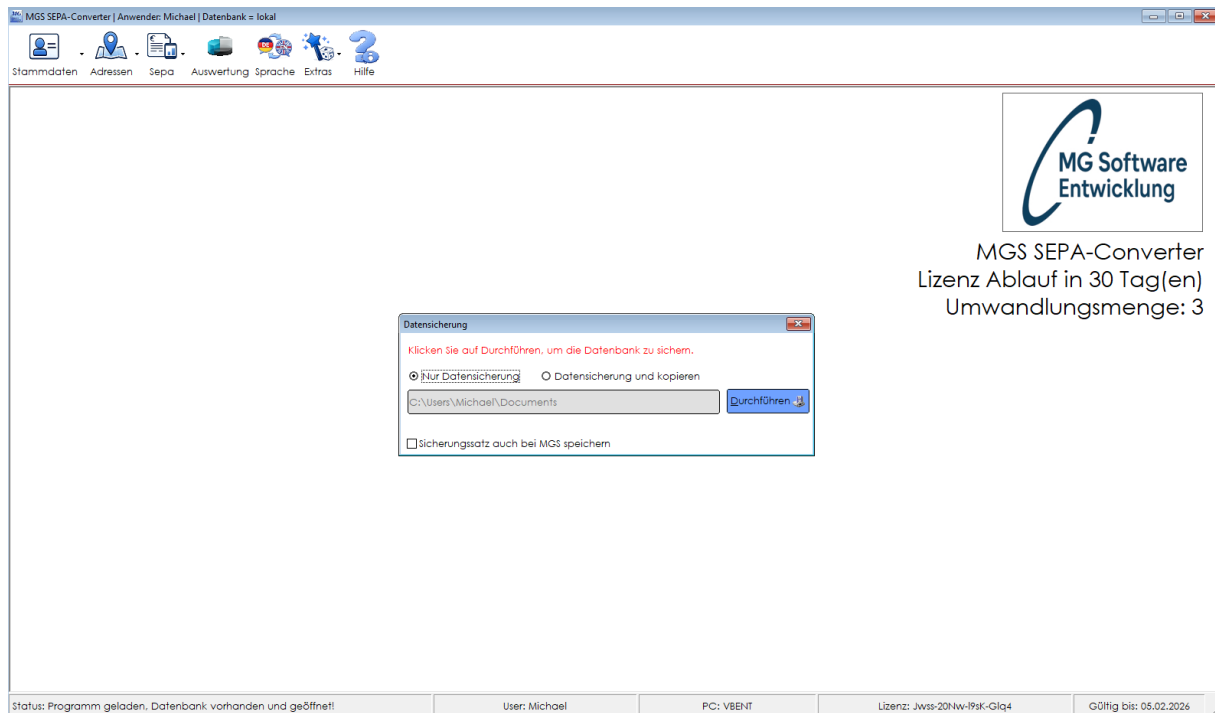 MGS SEPA-Converter | Anwender: Michael | Datenbank = lokal
DE
Stammdaten Adressen Sepa Auswertung Sprache Extras Hilfe
MG Software
Entwicklung
MGS SEPA-Converter
Lizenz Ablauf in 30 Tag(en)
Umwandlungsmenge: 3
Datensicherung
Klicken Sie auf Durchführen, um die Datenbank zu sichern.
Nur Datensicherung Datensicherung und kopieren
C:\Users\Michael\Documents Durchführen
Sicherungssatz auch bei MGS speichern
Status: Programm geladen, Datenbank vorhanden und geöffnet! User: Michael PC: VBENT Lizenz: Jwss-20Nw-l9sK-Glq4 Gültig bis: 05.02.2026